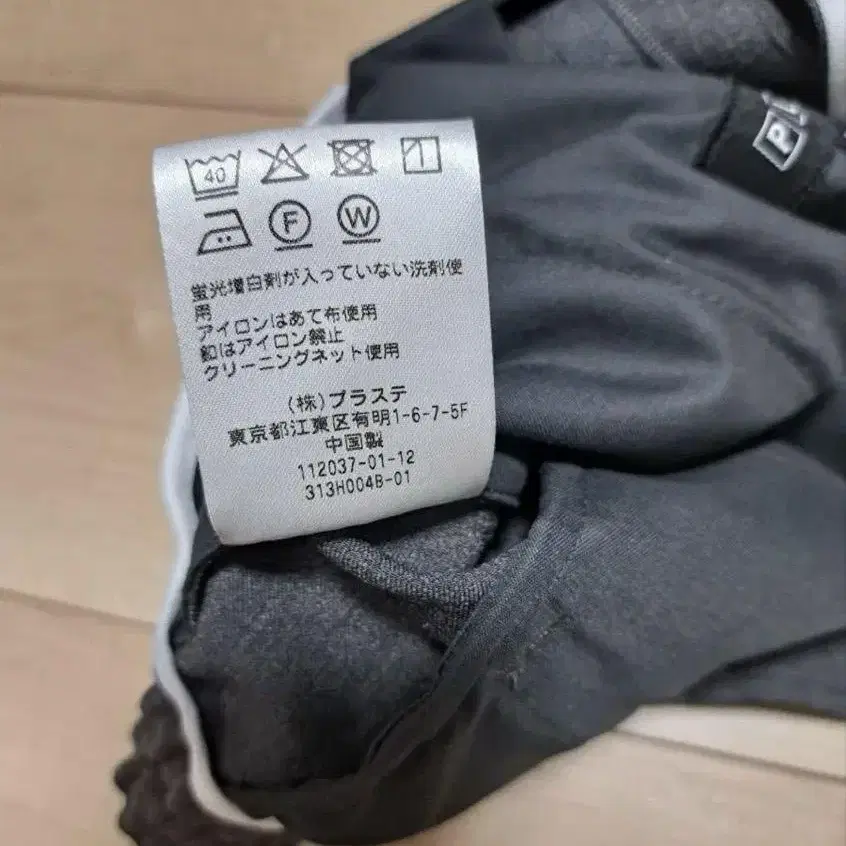 40
F W
蛍光増白剤が入っていない洗剤使
用
アイロンはあて布使用
釦はアイロン禁止
クリーニングネット使用
(株)プラステ
東京都江東区有明1-6-7-5F
中国製
112037-01-12
313H004B-01